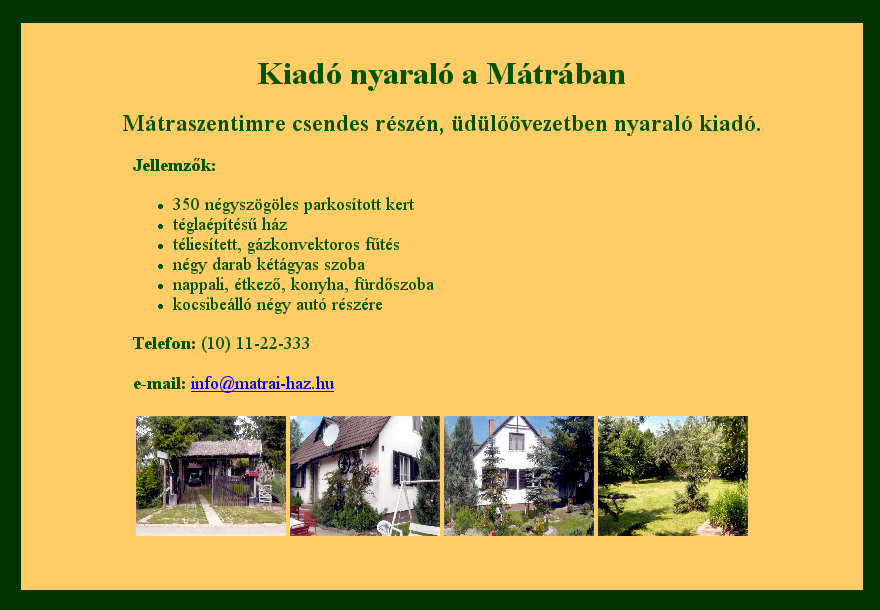 Kiadó nyaraló a Mátrában
Mátraszentimre csendes részén, üdülőövezetben nyaraló kiadó.
Jellemzők:
350 négyszögöles parkosított kert
téglaépítésű ház
téliesített, gázkonvektoros fűtés
négy darab kétágyas szoba
nappali, étkező, konyha, fürdőszoba
kocsibeálló négy autó részére
Telefon: (10) 11-22-333
e-mail: info@matrai-haz.hu